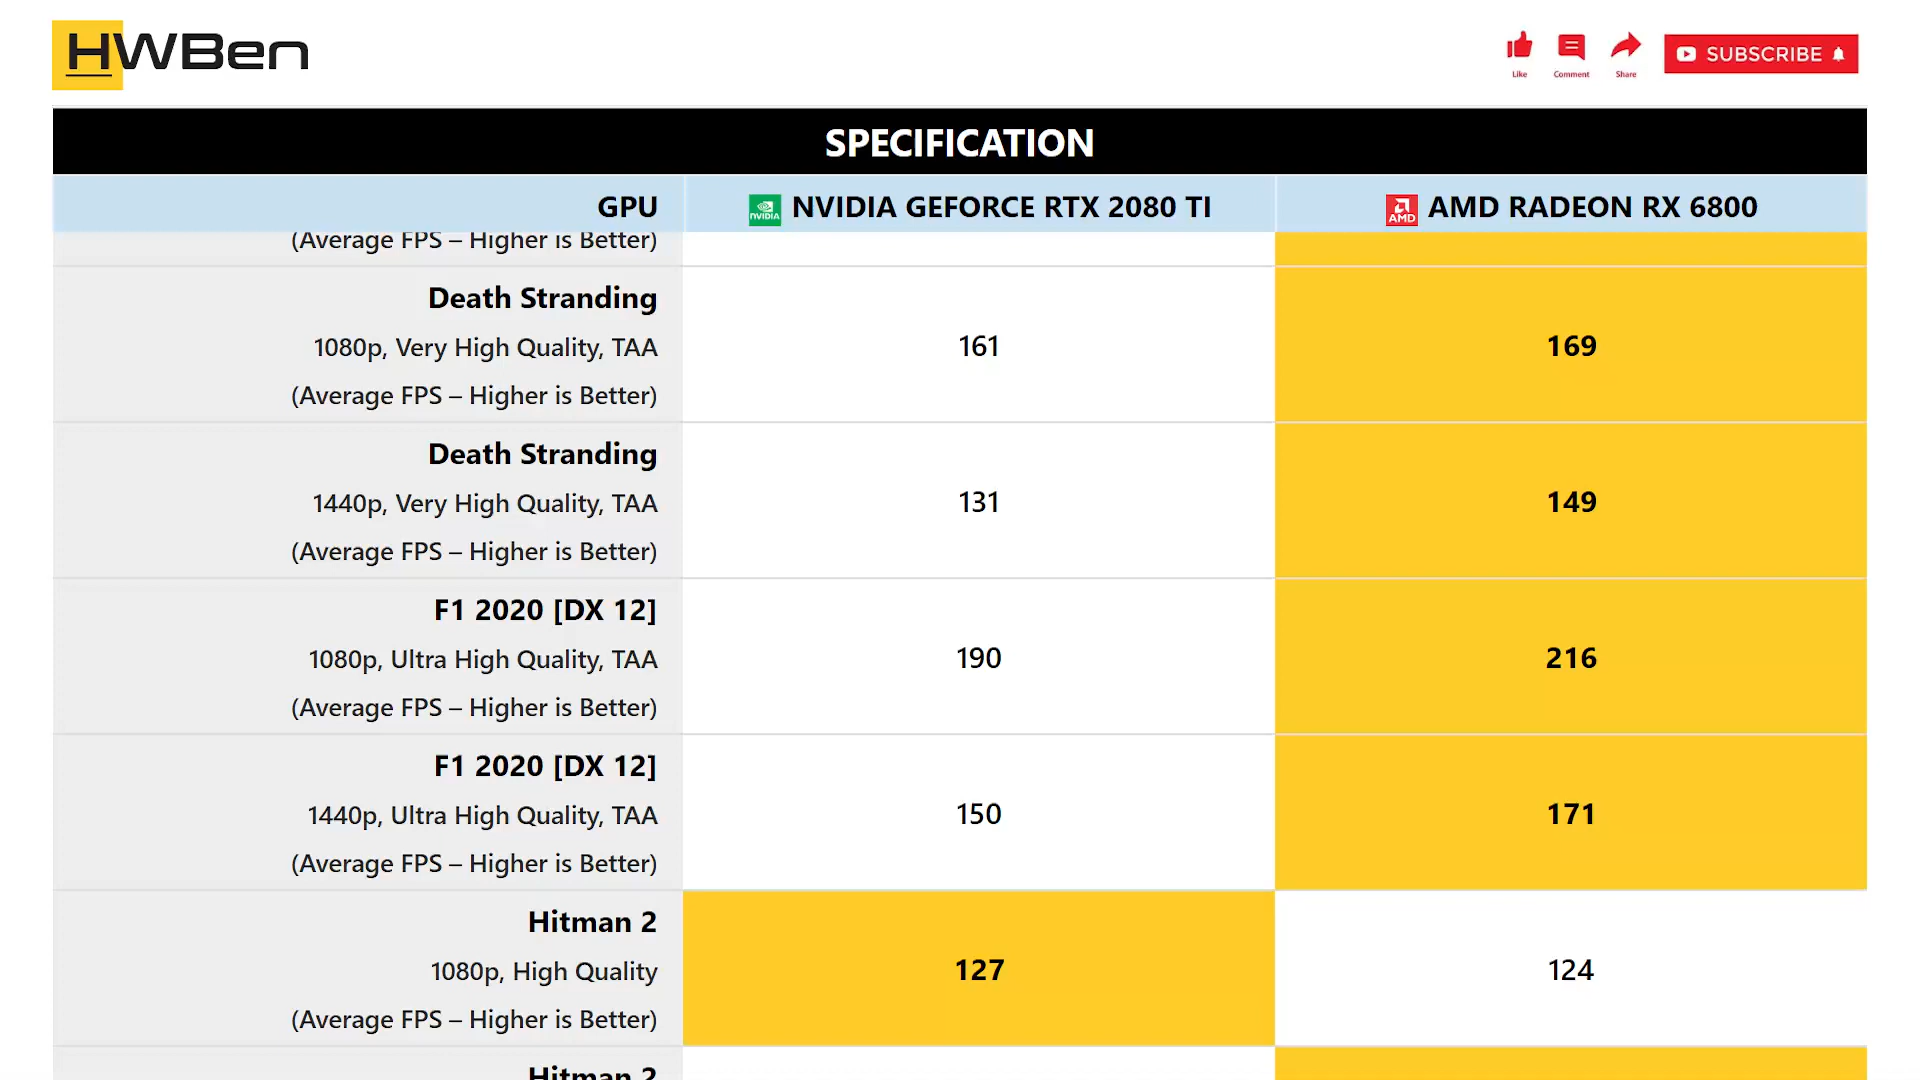 HWBen
Like
Comment
Share
SUBSCRIBE
SPECIFICATION
GPU
NVIDIA
NVIDIA GEFORCE RTX 2080 TI
AMD
AMD RADEON RX 6800
(Average FPS – Higher is Better)
Death Stranding
1080p, Very High Quality, TAA
(Average FPS – Higher is Better)
161
169
Death Stranding
1440p, Very High Quality, TAA
(Average FPS – Higher is Better)
131
149
F1 2020 [DX 12]
1080p, Ultra High Quality, TAA
(Average FPS – Higher is Better)
190
216
F1 2020 [DX 12]
1440p, Ultra High Quality, TAA
(Average FPS – Higher is Better)
150
171
Hitman 2
1080p, High Quality
(Average FPS – Higher is Better)
127
124
Hitman 2